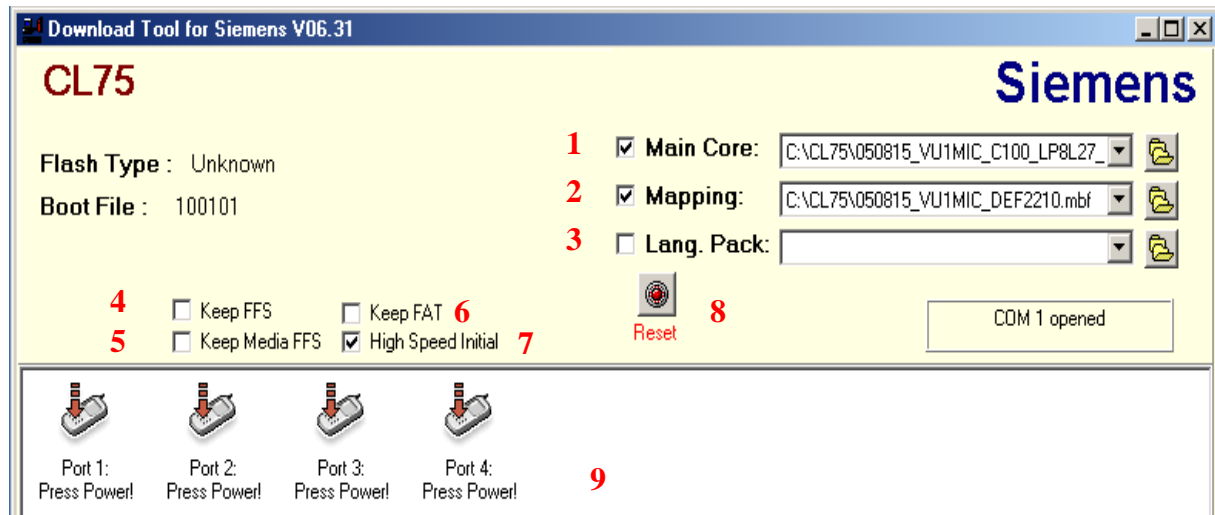 Download Tool for Siemens V06.31
CL75
Siemens
Flash Type : Unknown
Boot File : 100101
1 Main Core: C:\CL75\050815_VU1MIC_C100_LP8L27_
2 Mapping: C:\CL75\050815_VU1MIC_DEF2210.mbf
3 Lang. Pack:
4 Keep FFS Keep FAT 6
5 Keep Media FFS High Speed Initial 7
Reset 8
COM 1 opened
Port 1: Port 2: Port 3: Port 4:
Press Power! Press Power! Press Power! Press Power!
9